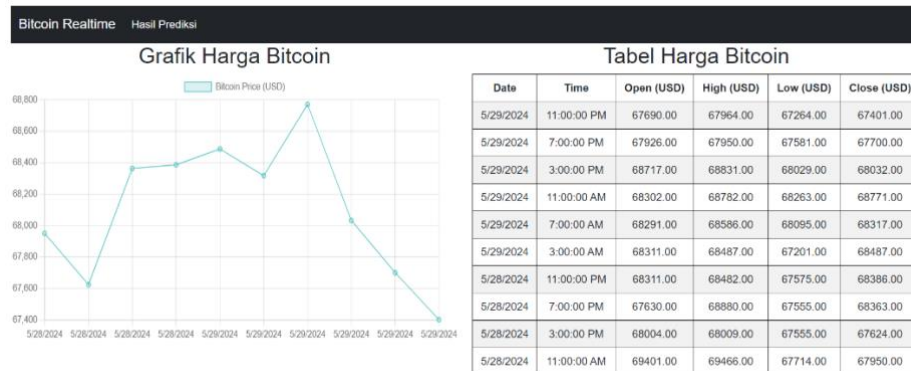 Bitcoin Realtime Hasil Prediksi
Grafik Harga Bitcoin
Bitcoin Price (USD)
68,800
68,600
68,400
68,200
68,000
67,800
67,600
67,400
5/28/2024 5/28/2024 5/28/2024 5/28/2024 5/29/2024 5/29/2024 5/29/2024 5/29/2024 5/29/2024 5/29/2024
Tabel Harga Bitcoin
Date Time Open (USD) High (USD) Low (USD) Close (USD)
5/29/2024 11:00:00 PM 67690.00 67964.00 67264.00 67401.00
5/29/2024 7:00:00 PM 67926.00 67950.00 67581.00 67700.00
5/29/2024 3:00:00 PM 68717.00 68831.00 68029.00 68032.00
5/29/2024 11:00:00 AM 68302.00 68782.00 68263.00 68771.00
5/29/2024 7:00:00 AM 68291.00 68586.00 68095.00 68317.00
5/29/2024 3:00:00 AM 68311.00 68487.00 67201.00 68487.00
5/28/2024 11:00:00 PM 68311.00 68482.00 67575.00 68386.00
5/28/2024 7:00:00 PM 67630.00 68880.00 67555.00 68363.00
5/28/2024 3:00:00 PM 68004.00 68009.00 67555.00 67624.00
5/28/2024 11:00:00 AM 69401.00 69466.00 67714.00 67950.00